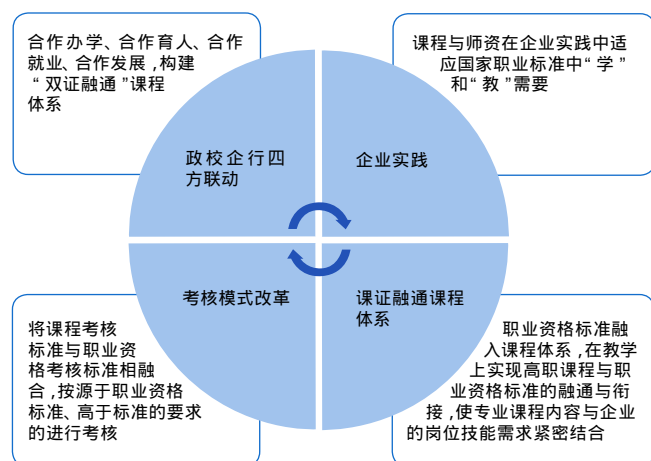 合作办学、合作育人、合作
就业、合作发展,构建
“双证融通”课程
体系
课程与师资在企业实践中适
应国家职业标准中“学”
和“教”需要
政校企行四
方联动
企业实践
考核模式改革
课证融通课程
体系
将课程考核
标准与职业资
格考核标准相融
合,按源于职业资格
标准、高于标准的要求
的进行考核
职业资格标准融
入课程体系,在教学
上实现高职课程与职
业资格标准的融通与衔
接,使专业课程内容与企业
的岗位技能需求紧密结合